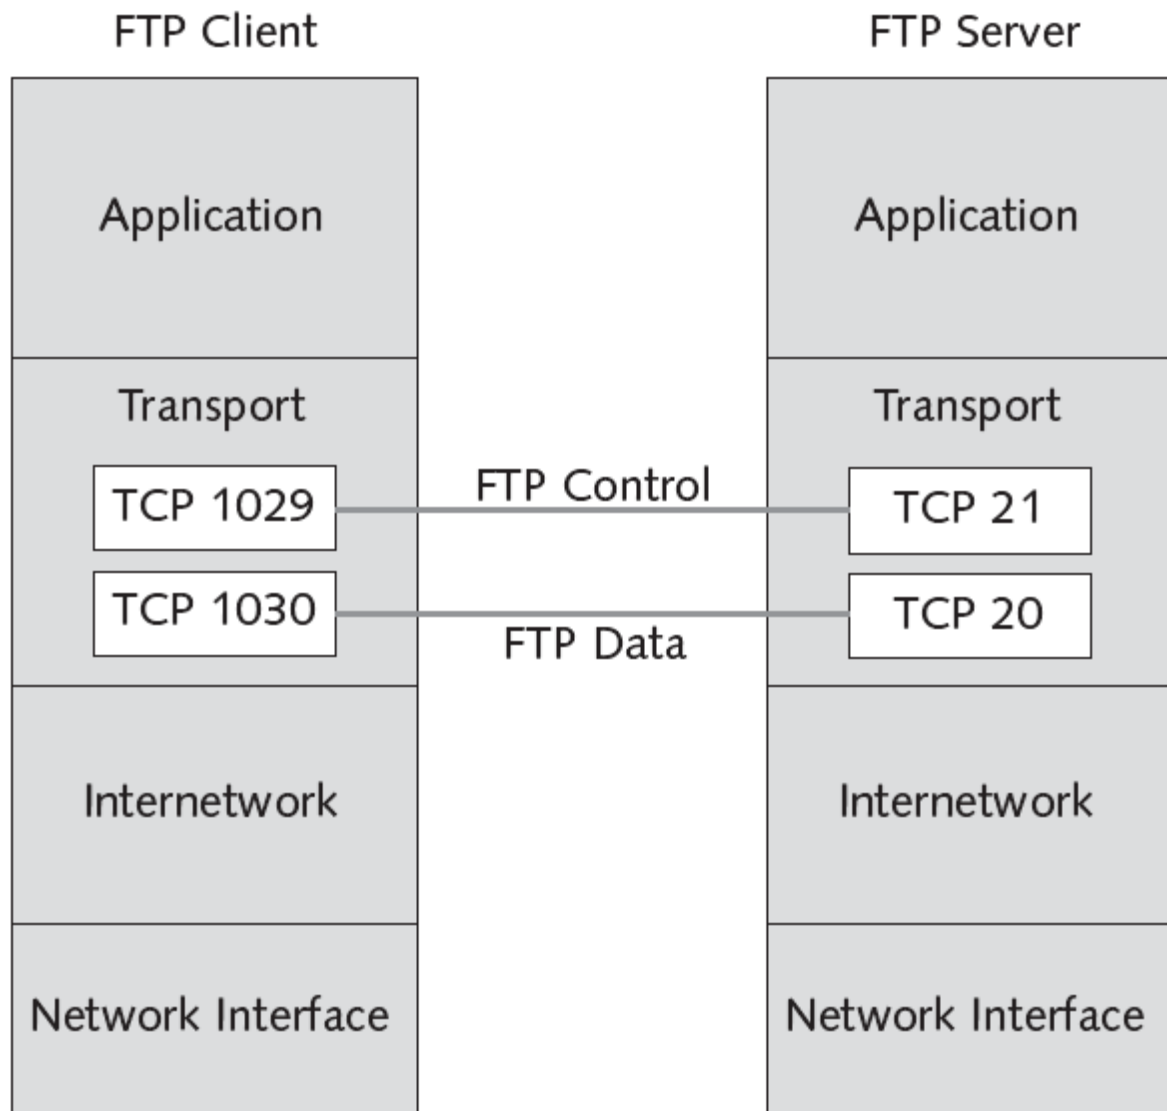 FTP Client
FTP Server
Application
Application
Transport
Transport
TCP 1029
FTP Control
TCP 21
TCP 1030
FTP Data
TCP 20
Internetwork
Internetwork
Network Interface
Network Interface